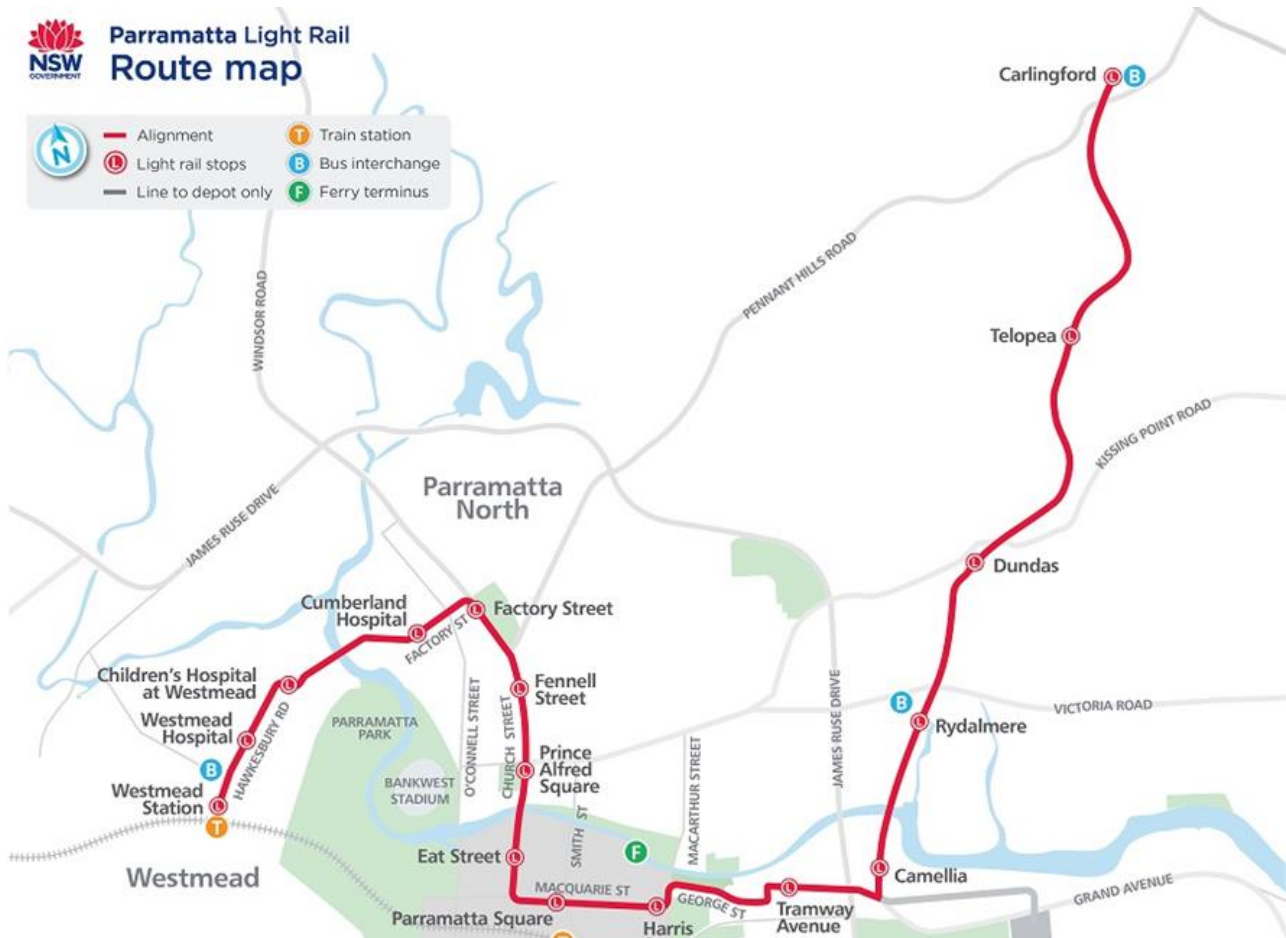 Parramatta Light Rail
Route map
NSW
GOVERNMENT
N
Alignment
L Light rail stops
Line to depot only
T Train station
B Bus interchange
F Ferry terminus
Carlingford L B
PENNANT HILLS ROAD
WINDSOR ROAD
Telopea L
KISSING POINT ROAD
Parramatta
North
JAMES RUSE DRIVE
L Dundas
Cumberland
Hospital L
FACTORY ST
L Factory Street
Children's Hospital
at Westmead L
L Fennell
Street
Westmead
Hospital L
HAWKESBURY RD
PARRAMATTA
PARK
O'CONNELL STREET
CHURCH STREET
JAMES RUSE DRIVE
VICTORIA ROAD
B L Rydalmere
MACARTHUR STREET
L Prince
Alfred
Square
B
Westmead
Station L
T
BANKWEST
STADIUM
SMITH ST
Eat Street L
F
Westmead
L Camellia
MACQUARIE ST
GEORGE ST
GRAND AVENUE
Parramatta Square L
L Harris
L Tramway
Avenue